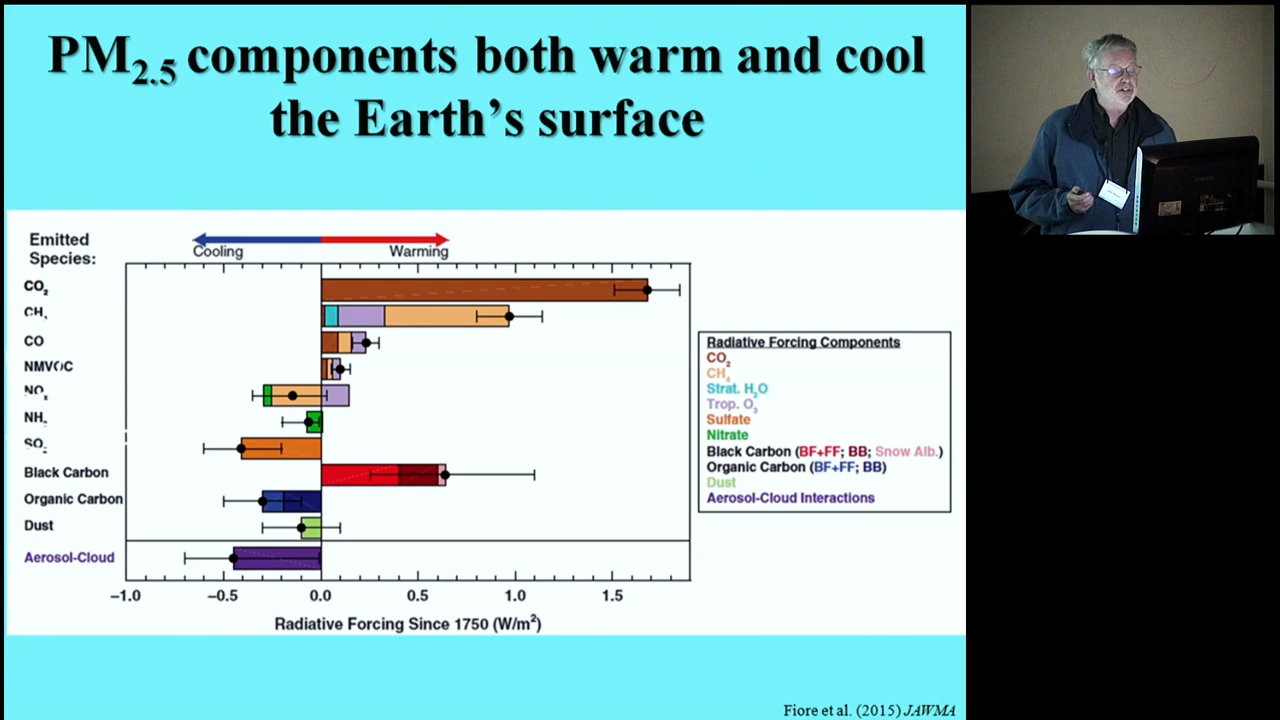 PM2.5 components both warm and cool
the Earth's surface
Emitted
Species:
Cooling
Warming
CO2
CH4
CO
NMVOC
NOx
NH3
SO2
Black Carbon
Organic Carbon
Dust
Aerosol-Cloud
−1.0 −0.5 0.0 0.5 1.0 1.5
Radiative Forcing Since 1750 (W/m2)
Radiative Forcing Components
CO2
CH4
Strat. H2O
Trop. O3
Sulfate
Nitrate
Black Carbon (BF+FF; BB; Snow Alb.)
Organic Carbon (BF+FF; BB)
Dust
Aerosol-Cloud Interactions
Fiore et al. (2015) JAWMA